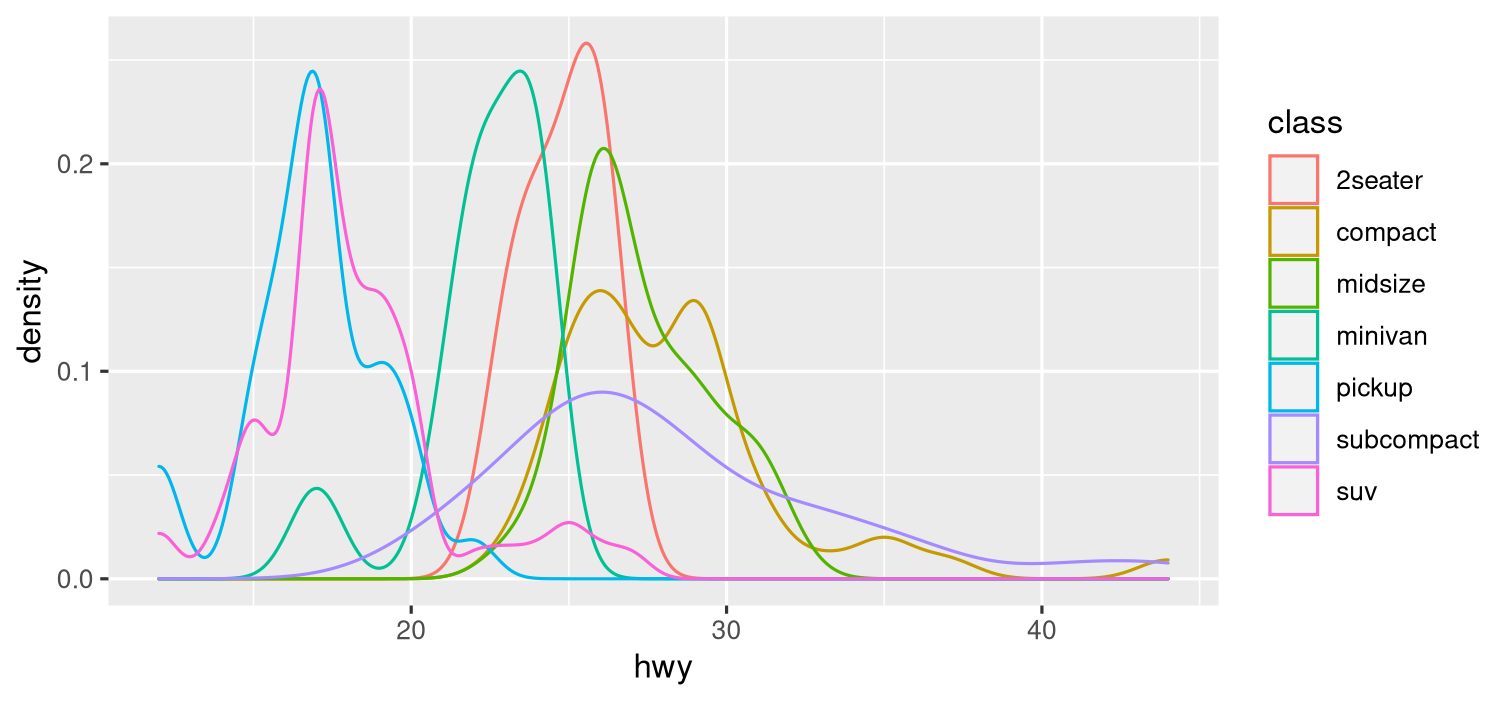 density
0.2
0.1
0.0
20 30 40
hwy
class
2seater
compact
midsize
minivan
pickup
subcompact
suv